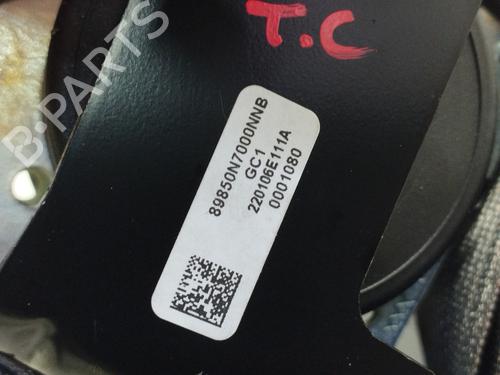 T.C
89850N7000NNB
GC1
220106E111A
0001080
B-PARTS